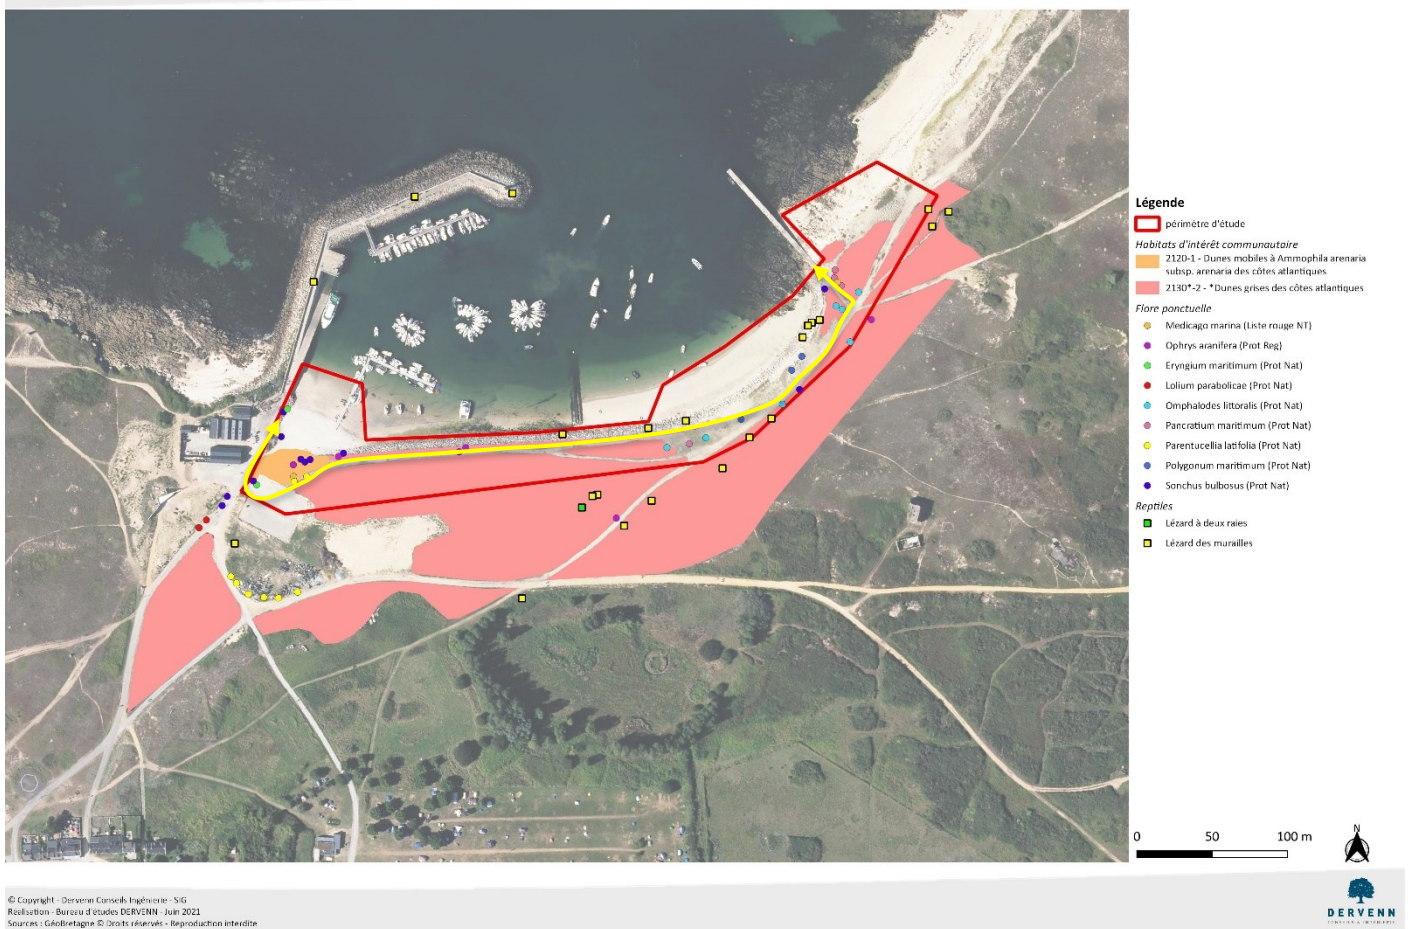 Légende
périmètre d'étude
Habitats d'intérêt communautaire
2120-1 - Dunes mobiles à Ammophila arenaria
subsp. arenaria des côtes atlantiques
2130*-2 - *Dunes grises des côtes atlantiques
Flore ponctuelle
Medicago marina (Liste rouge NT)
Ophrys aranifera (Prot Reg)
Eryngium maritimum (Prot Nat)
Lolium parabolicae (Prot Nat)
Omphalodes littoralis (Prot Nat)
Pancratium maritimum (Prot Nat)
Parentucellia latifolia (Prot Nat)
Polygonum maritimum (Prot Nat)
Sonchus bulbosus (Prot Nat)
Reptiles
Lézard à deux raies
Lézard des murailles
0 50 100 m
N
© Copyright - Dervenn Conseils Ingénierie - SIG
Réalisation - Bureau d'études DERVENN - Juin 2021
Sources : GéoBretagne © Droits réservés - Reproduction interdite
DERVENN